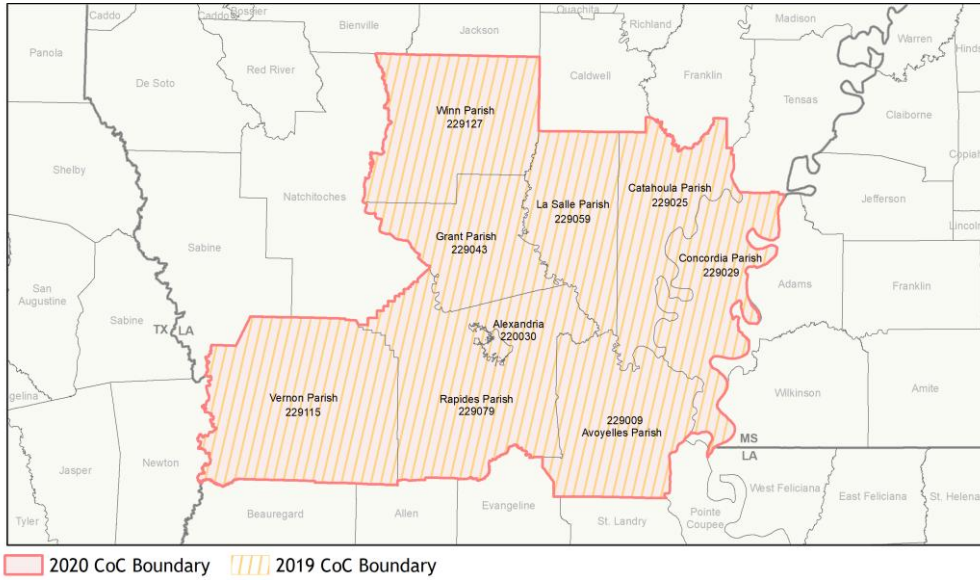 Caddo
Caddo
Bossier
Bienville
Jackson
Ouachita
Richland
Madison
Warren
Hinds
Panola
De Soto
Red River
Caldwell
Franklin
Tensas
Claiborne
Copiah
Winn Parish
229127
Shelby
Natchitoches
La Salle Parish
229059
Catahoula Parish
229025
Jefferson
Lincoln
Sabine
Grant Parish
229043
Concordia Parish
229029
San
Augustine
Adams
Franklin
Sabine
TX
LA
Alexandria
220030
Vernon Parish
229115
Rapides Parish
229079
229009
Avoyelles Parish
Wilkinson
Amite
gelina
MS
LA
Jasper
Newton
Tyler
Beauregard
Allen
Evangeline
St. Landry
Pointe
Coupee
West Feliciana
East Feliciana
St. Helena
2020 CoC Boundary
2019 CoC Boundary